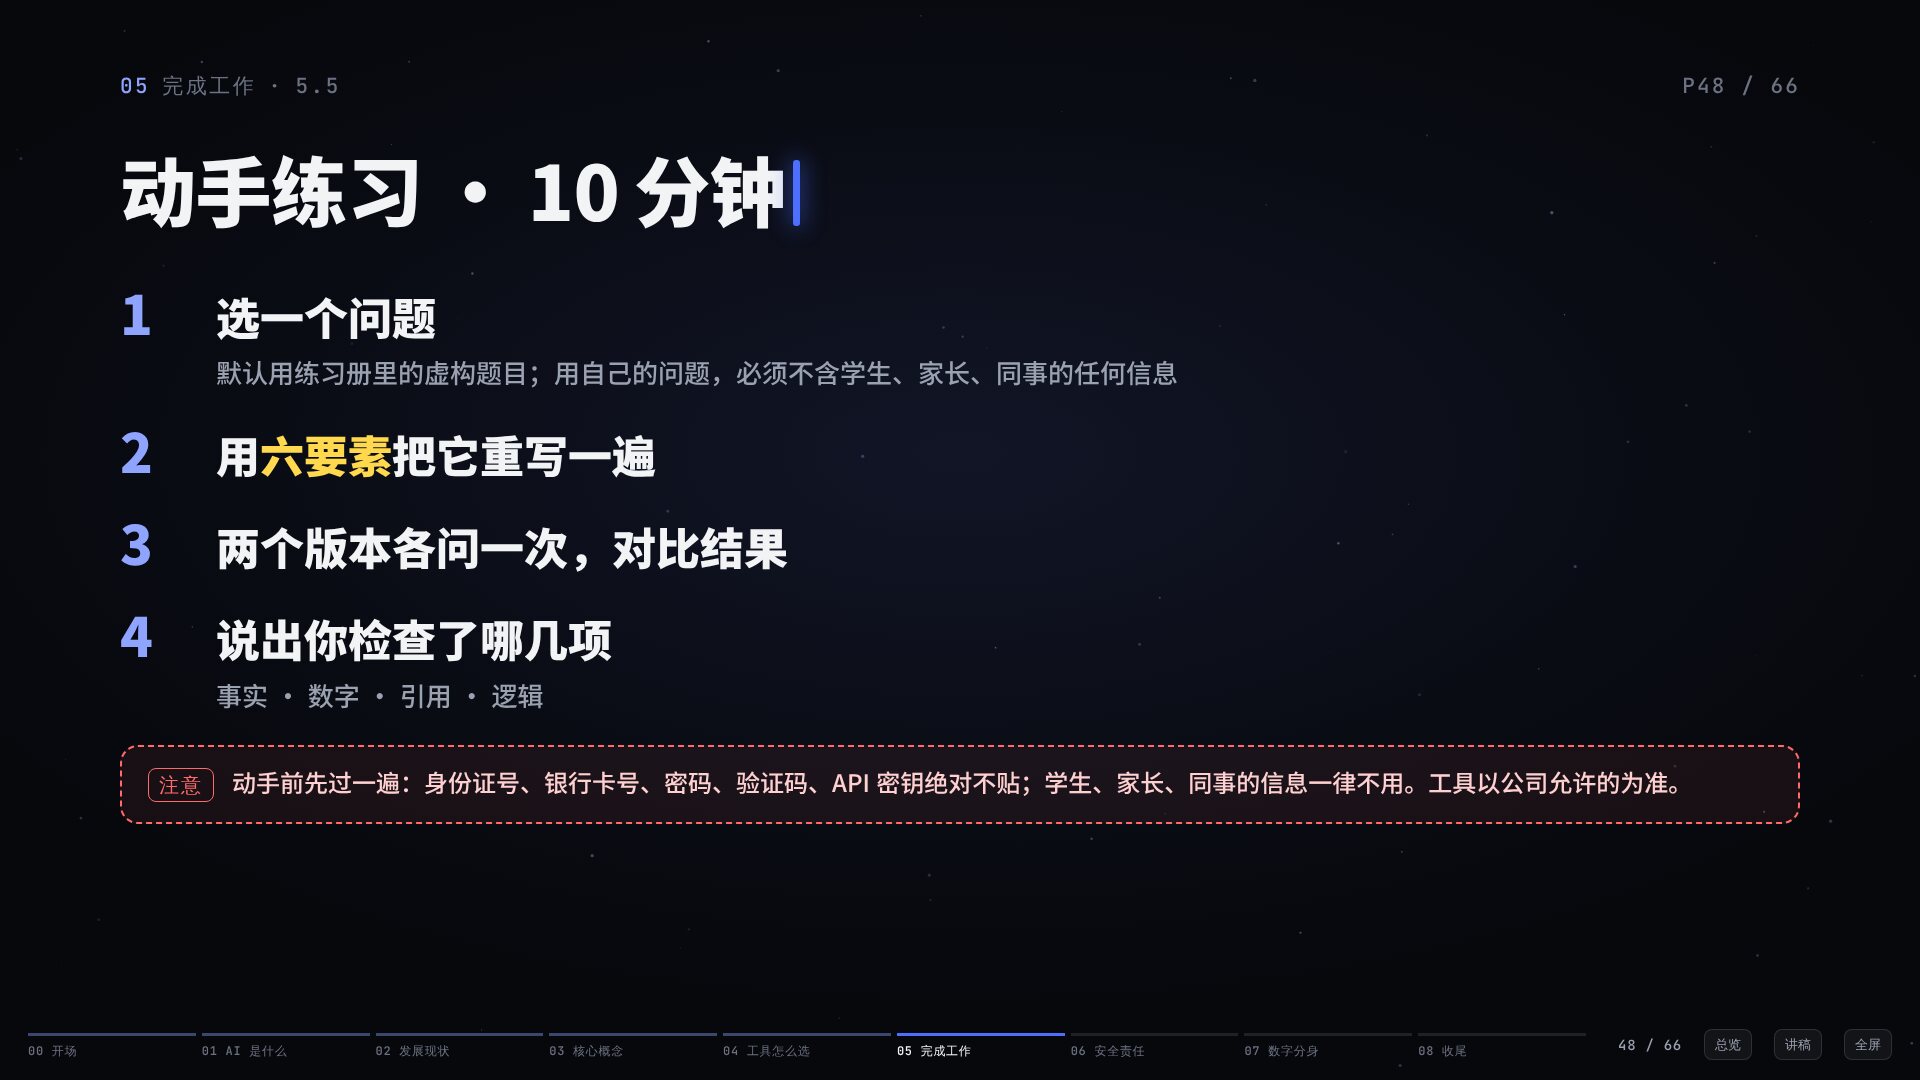 05 完成工作 · 5.5
P48 / 66
动手练习 · 10 分钟
1 选一个问题
默认用练习册里的虚构题目；用自己的问题，必须不含学生、家长、同事的任何信息
2 用六要素把它重写一遍
3 两个版本各问一次，对比结果
4 说出你检查了哪几项
事实 · 数字 · 引用 · 逻辑
注意 动手前先过一遍：身份证号、银行卡号、密码、验证码、API 密钥绝对不贴；学生、家长、同事的信息一律不用。工具以公司允许的为准。
00 开场
01 AI 是什么
02 发展现状
03 核心概念
04 工具怎么选
05 完成工作
06 安全责任
07 数字分身
08 收尾
48 / 66
总览
讲稿
全屏